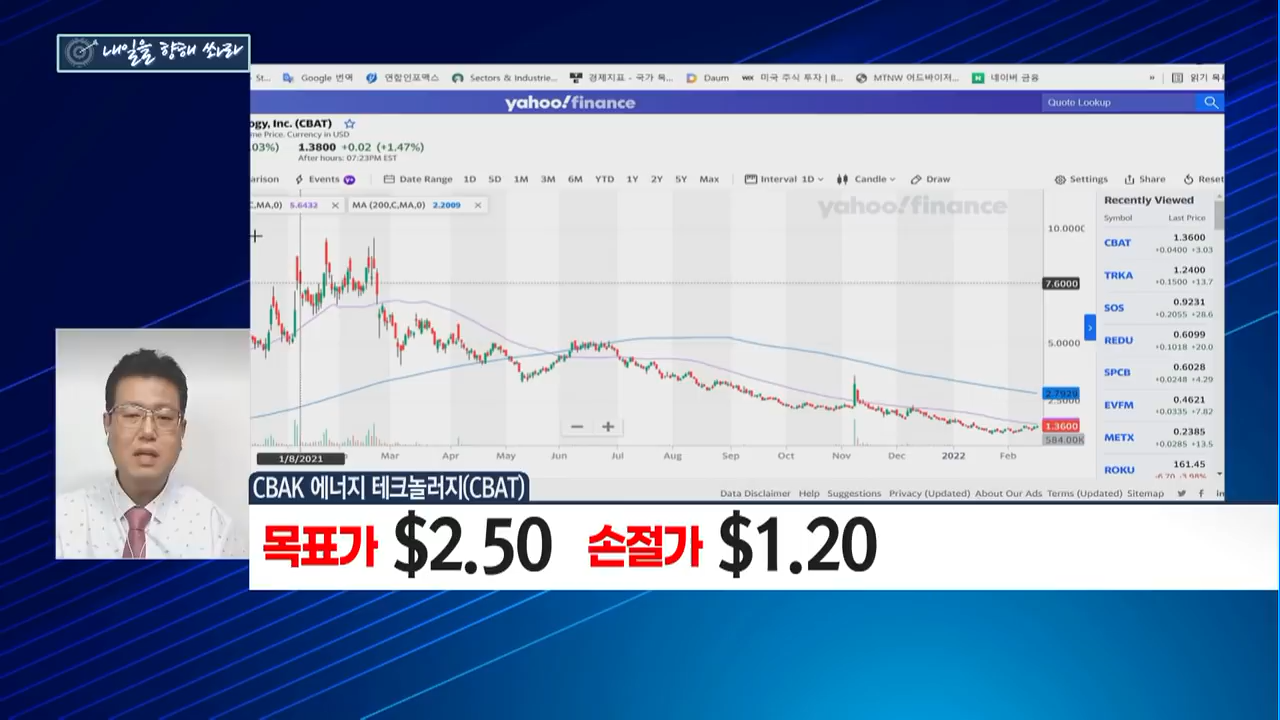 내일을 향해 쏴라
St... Google 번역 연합인포맥스 Sectors & Industrie... 경제지표 - 국가 목... Daum WIX 미국 주식 투자 | B... MTNW 어드바이저... N 네이버 금융 » 읽기 목
yahoo!finance
Quote Lookup
ogy, Inc. (CBAT)
me Price. Currency in USD
.03%) 1.3800 +0.02 (+1.47%)
After hours: 07:23PM EST
arison Events Date Range 1D 5D 1M 3M 6M YTD 1Y 2Y 5Y Max Interval 1D Candle Draw Settings Share Reset
C,MA,0) 5.6432 × MA (200,C,MA,0) 2.2009 ×
yahoo!finance
10.0000
7.6000
5.0000
2.7929
2.5000
1.3600
584.00K
1/8/2021
Mar Apr May Jun Jul Aug Sep Oct Nov Dec 2022 Feb
Recently Viewed
Symbol Last Price
CBAT 1.3600
+0.0400 +3.03
TRKA 1.2400
+0.1500 +13.7
SOS 0.9231
+0.2055 +28.6
REDU 0.6099
+0.1018 +20.0
SPCB 0.6028
+0.0248 +4.29
EVFM 0.4621
+0.0335 +7.82
METX 0.2385
+0.0285 +13.5
ROKU 161.45
-6.70 -3.98%
Data Disclaimer Help Suggestions Privacy (Updated) About Our Ads Terms (Updated) Sitemap
CBAK 에너지 테크놀러지(CBAT)
목표가 $2.50 손절가 $1.20